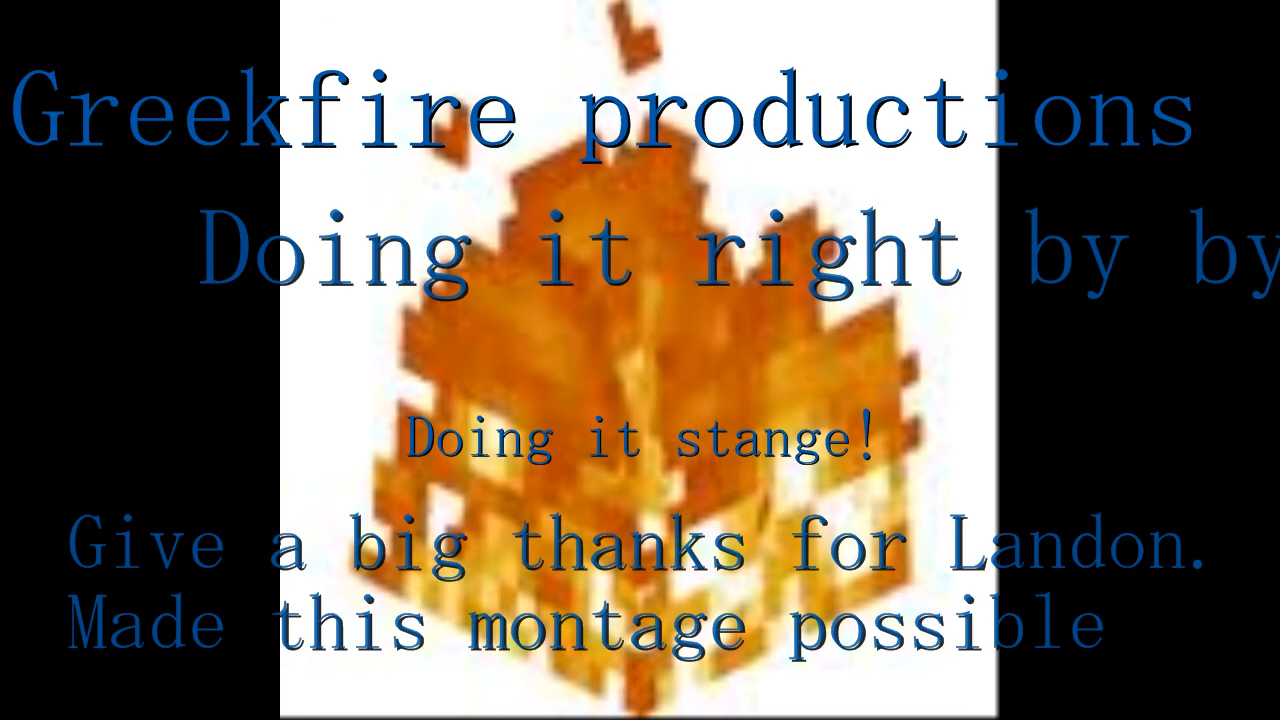 Greekfire productions
Doing it right by by
Doing it stange!
Give a big thanks for Landon.
Made this montage possible